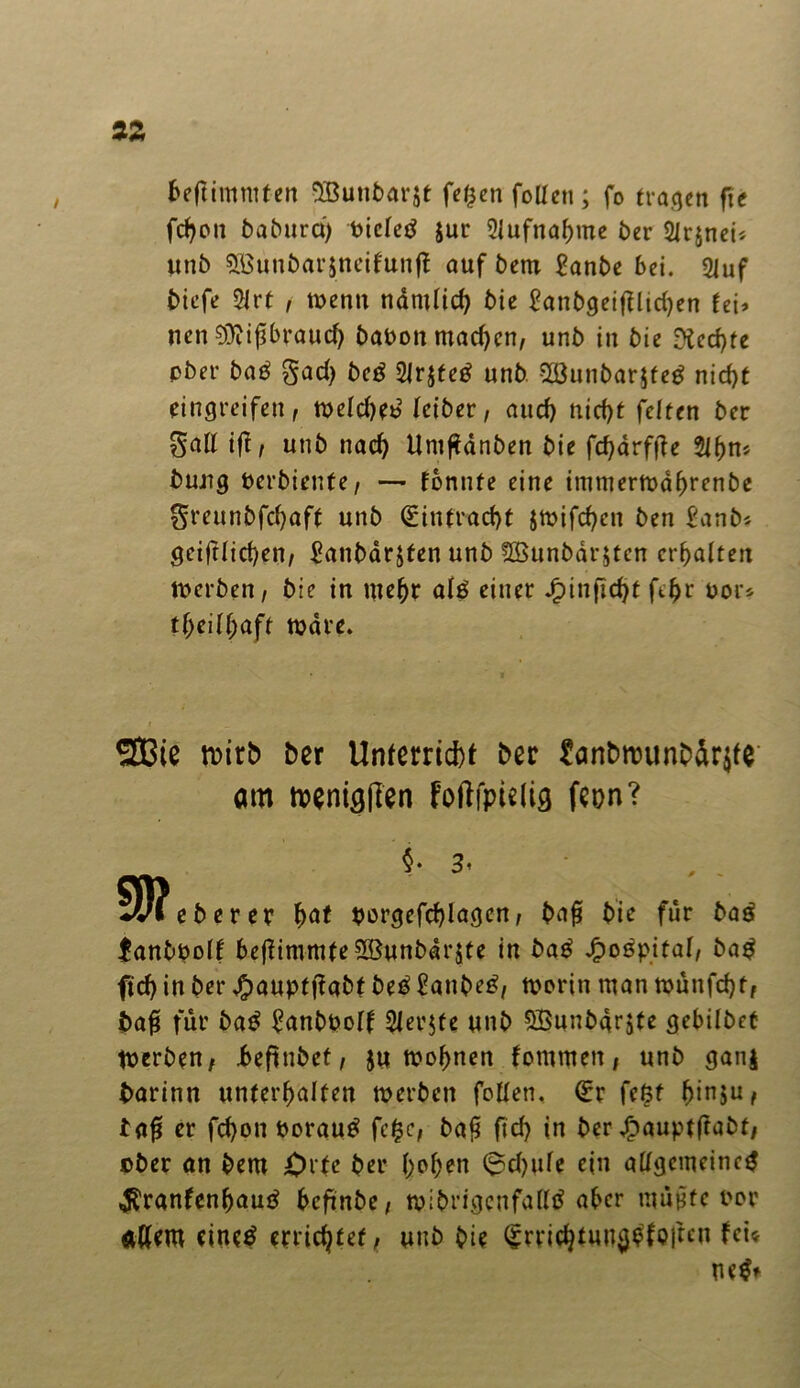 22
bestimmten Wundarzt setzen sollen; so tragen sie
schon dadurch vieles zur Aufnahme der Arznei-
und Wundarzneikunst auf dem Lande bei. Auf
diese Art, wenn nämlich die Landgeistlichen kei-
nen Mißbrauch davon machen, und in die Rechte
oder das Fach des Arztes und Wundarztes nicht
eingreifen, welches leider, auch nicht selten der
Fall ist, und nach Umständen die schärfste Ahn-
dung verdiente, — könnte eine immerwährende
Freundschaft und Eintracht zwischen den Land-
geistlichen, Landärzten und Wundärzten erhalten
werden, die in mehr als einer Hinsicht sehr vor-
theilhaft wäre.
Wie wird der Unterricht der Landwundärzte
am wenigsten kostspielig seyn?
§. 3.
Mederer hat vorgeschlagen, daß die für das
Landvolk bestimmte Wundärzte in das Hospital, das
sich in der Hauptstadt des Landes, worin man wünscht,
daß für das Landvolk Aerzte und Wundärzte gebildet
werden, befindet, zu wohnen kommen, und ganz
darinn unterhalten werden sollen. Er setzt hinzu,
daß er schon voraus setze, daß sich in der Hauptstadt,
oder an dem Orte der hohen Schule ein allgemeines
Krankenhaus befinde, widrigenfalls aber müßte vor
allem eines errichtet, und die Errichtungskosten kei-
nes,